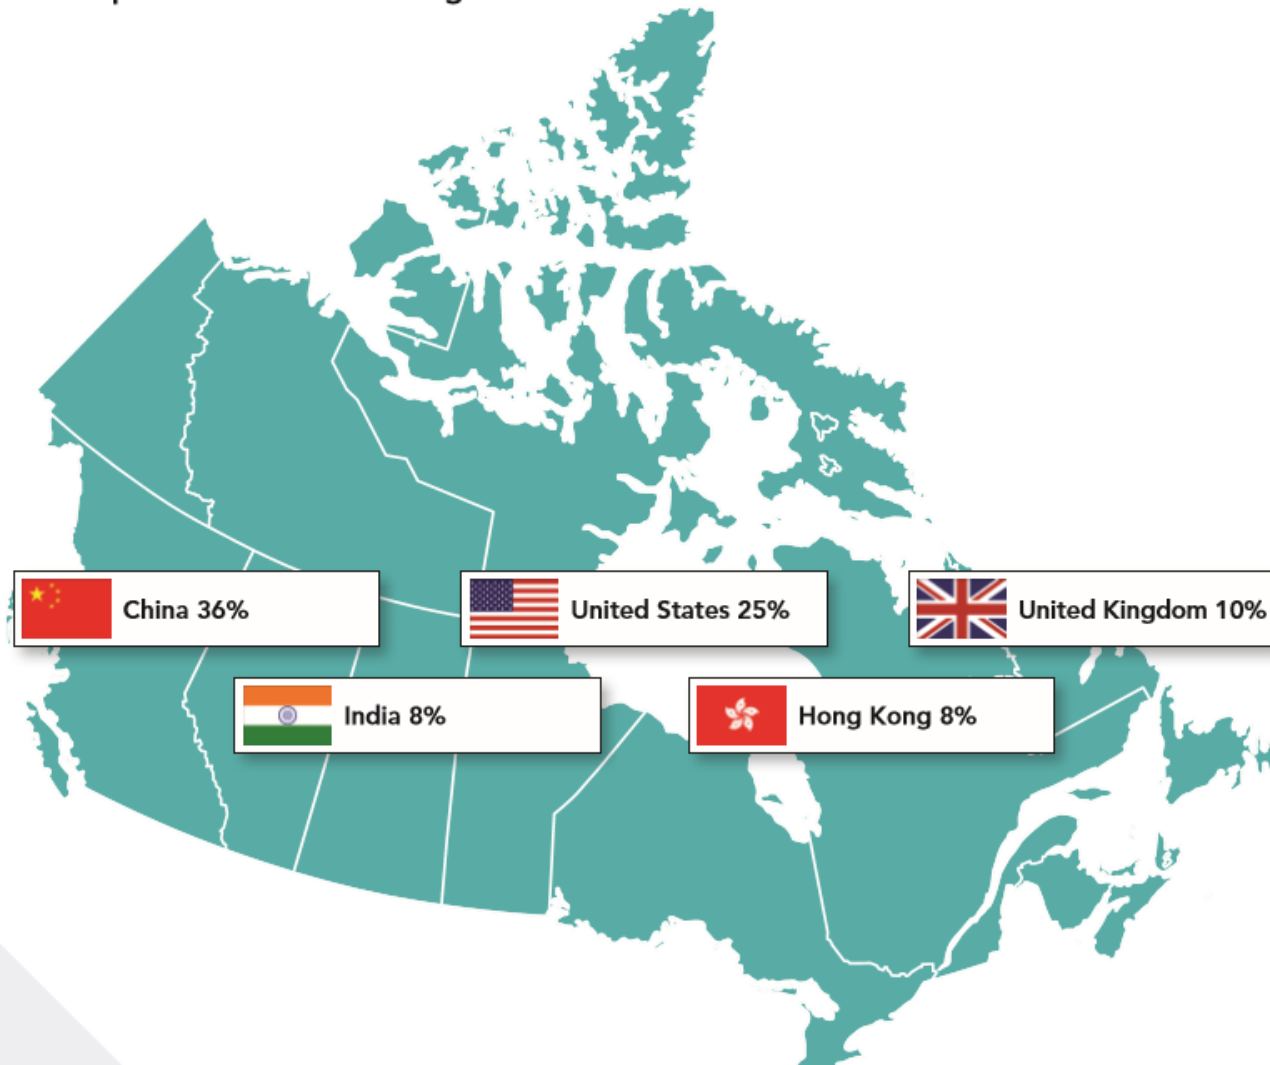 China 36%
United States 25%
United Kingdom 10%
India 8%
Hong Kong 8%